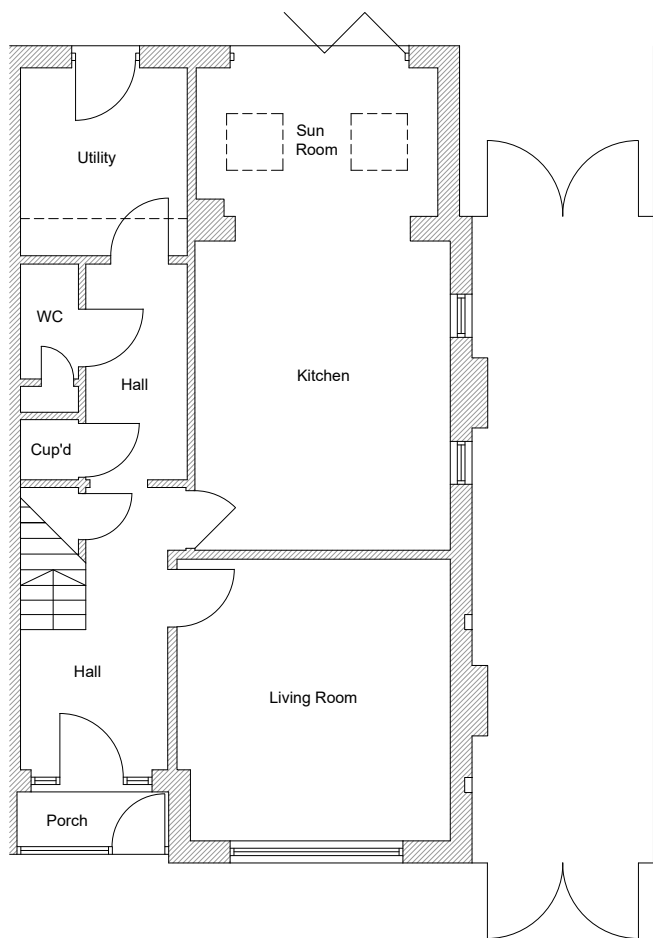 Sun
Room
Utility
WC
Hall
Kitchen
Cup'd
Hall
Living Room
Porch